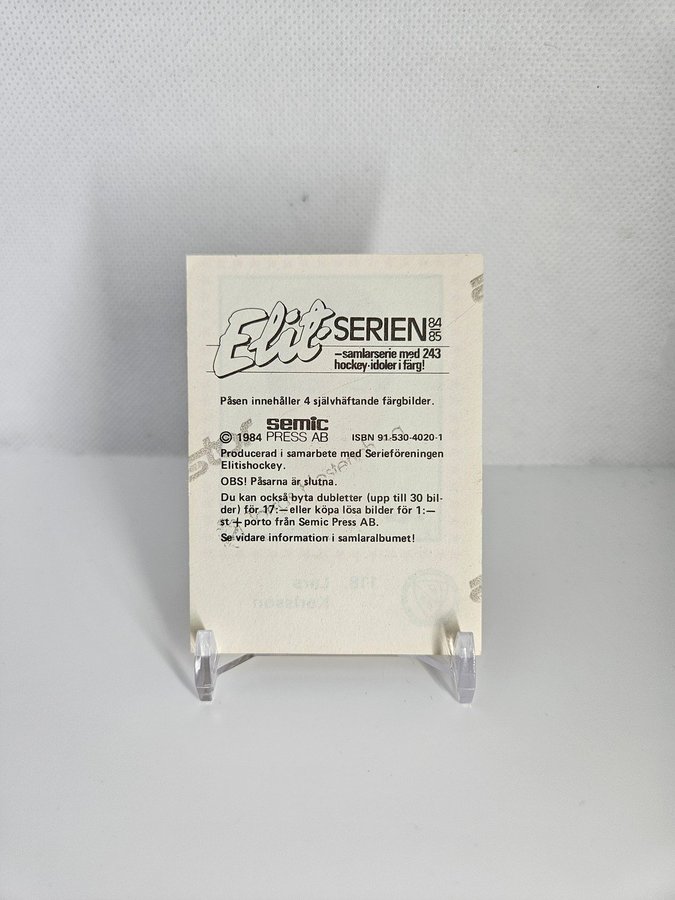 Elit-SERIEN 84 85
–samlarserie med 243
hockey-idoler i färg!
Påsen innehåller 4 självhäftande färgbilder.
semic
© 1984 PRESS AB ISBN 91-530-4020-1
Producerad i samarbete med Serieföreningen
Elitishockey.
OBS! Påsarna är slutna.
Du kan också byta dubletter (upp till 30 bil-
der) för 17:— eller köpa lösa bilder för 1:—
st + porto från Semic Press AB.
Se vidare information i samlaralbumet!
118 Lars
Karlsson